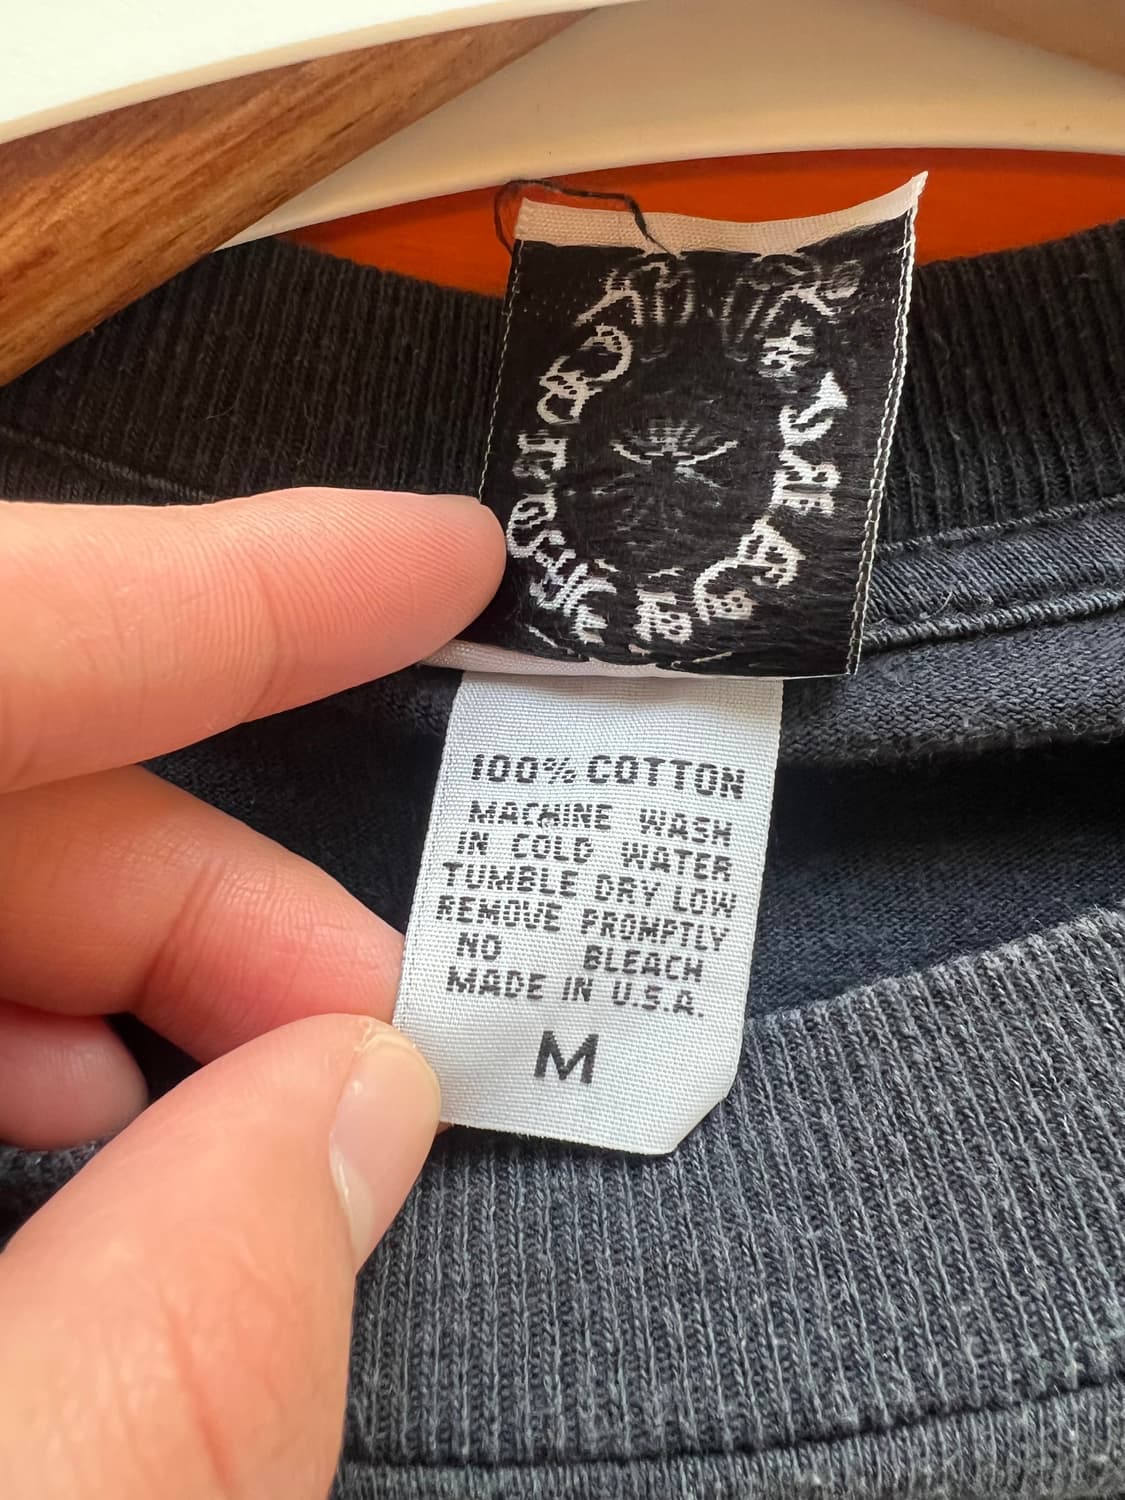 100% COTTON
MACHINE WASH
IN COLD WATER
TUMBLE DRY LOW
REMOVE PROMPTLY
NO BLEACH
MADE IN U.S.A.
M